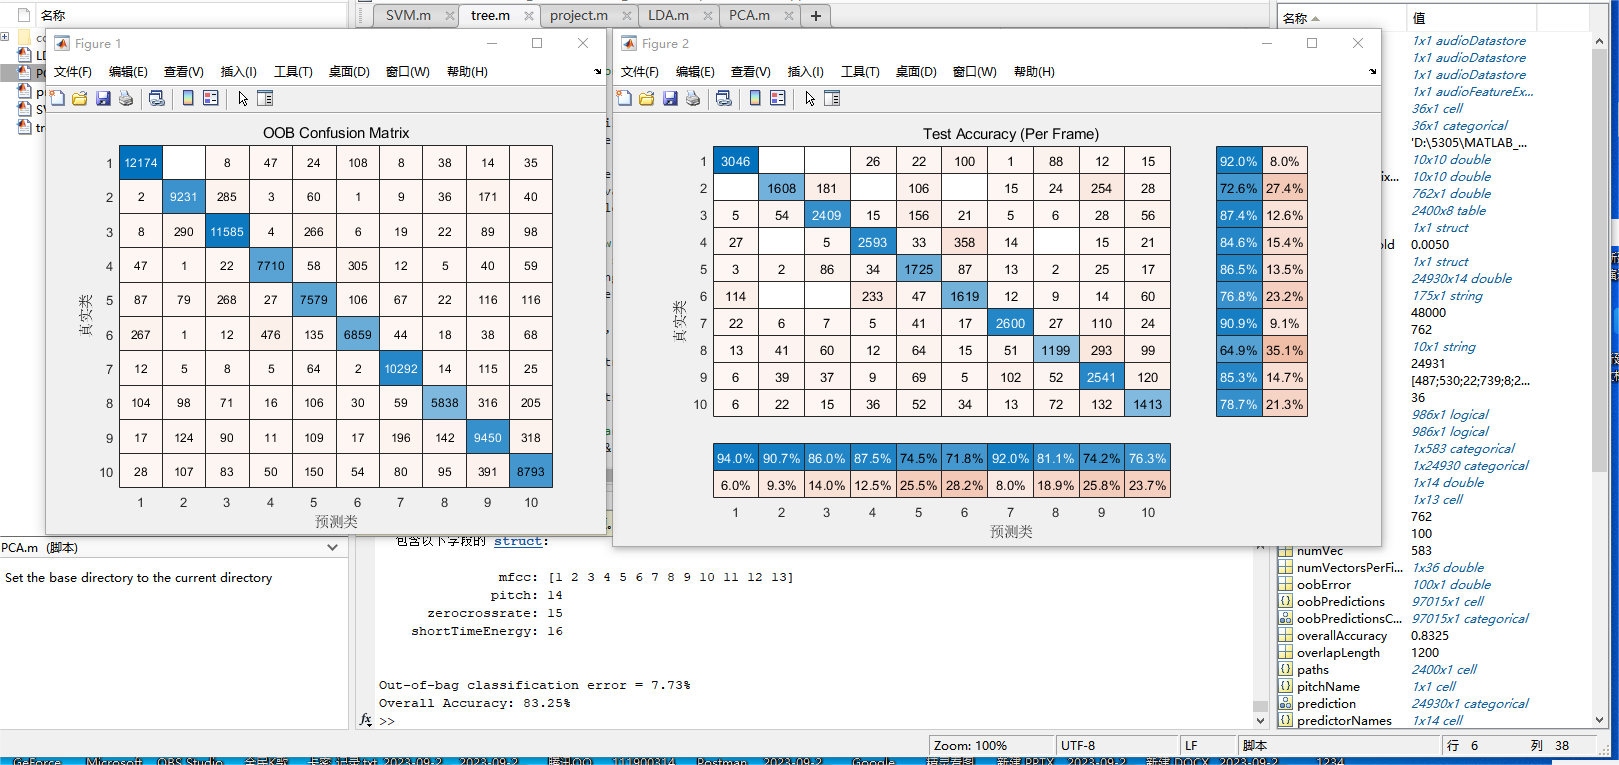 名称
SVM.m × tree.m × project.m × LDA.m × PCA.m × +
名称
值
Figure 1
文件(F) 编辑(E) 查看(V) 插入(I) 工具(T) 桌面(D) 窗口(W) 帮助(H)
OOB Confusion Matrix
1 12174 8 47 24 108 8 38 14 35
2 2 9231 285 3 60 1 9 36 171 40
3 8 290 11585 4 266 6 19 22 89 98
4 47 1 22 7710 58 305 12 5 40 59
5 87 79 268 27 7579 106 67 22 116 116
6 267 1 12 476 135 6859 44 18 38 68
7 12 5 8 5 64 2 10292 14 115 25
8 104 98 71 16 106 30 59 5838 316 205
9 17 124 90 11 109 17 196 142 9450 318
10 28 107 83 50 150 54 80 95 391 8793
1 2 3 4 5 6 7 8 9 10
真实类
预测类
Figure 2
文件(F) 编辑(E) 查看(V) 插入(I) 工具(T) 桌面(D) 窗口(W) 帮助(H)
Test Accuracy (Per Frame)
1 3046 26 22 100 1 88 12 15 92.0% 8.0%
2 1608 181 106 15 24 254 28 72.6% 27.4%
3 5 54 2409 15 156 21 5 6 28 56 87.4% 12.6%
4 27 5 2593 33 358 14 15 21 84.6% 15.4%
5 3 2 86 34 1725 87 13 2 25 17 86.5% 13.5%
6 114 233 47 1619 12 9 14 60 76.8% 23.2%
7 22 6 7 5 41 17 2600 27 110 24 90.9% 9.1%
8 13 41 60 12 64 15 51 1199 293 99 64.9% 35.1%
9 6 39 37 9 69 5 102 52 2541 120 85.3% 14.7%
10 6 22 15 36 52 34 13 72 132 1413 78.7% 21.3%
94.0% 90.7% 86.0% 87.5% 74.5% 71.8% 92.0% 81.1% 74.2% 76.3%
6.0% 9.3% 14.0% 12.5% 25.5% 28.2% 8.0% 18.9% 25.8% 23.7%
1 2 3 4 5 6 7 8 9 10
真实类
预测类
1x1 audioDatastore
1x1 audioDatastore
1x1 audioDatastore
1x1 audioFeatureEx...
36x1 cell
36x1 categorical
'D:\5305\MATLAB_...
10x10 double
10x10 double
762x1 double
2400x8 table
1x1 struct
0.0050
1x1 struct
24930x14 double
175x1 string
48000
762
10x1 string
24931
[487;530;22;739;8;2...
36
986x1 logical
986x1 logical
1x583 categorical
1x24930 categorical
1x14 double
1x13 cell
762
100
numVec 583
numVectorsPerFi... 1x36 double
oobError 100x1 double
oobPredictions 97015x1 cell
oobPredictionsC... 97015x1 categorical
overallAccuracy 0.8325
overlapLength 1200
paths 2400x1 cell
pitchName 1x1 cell
prediction 24930x1 categorical
predictorNames 1x14 cell
PCA.m (脚本)
Set the base directory to the current directory
包含以下字段的 struct:
mfcc: [1 2 3 4 5 6 7 8 9 10 11 12 13]
pitch: 14
zerocrossrate: 15
shortTimeEnergy: 16
Out-of-bag classification error = 7.73%
Overall Accuracy: 83.25%
fx >>
Zoom: 100% UTF-8 LF 脚本 行 6 列 38